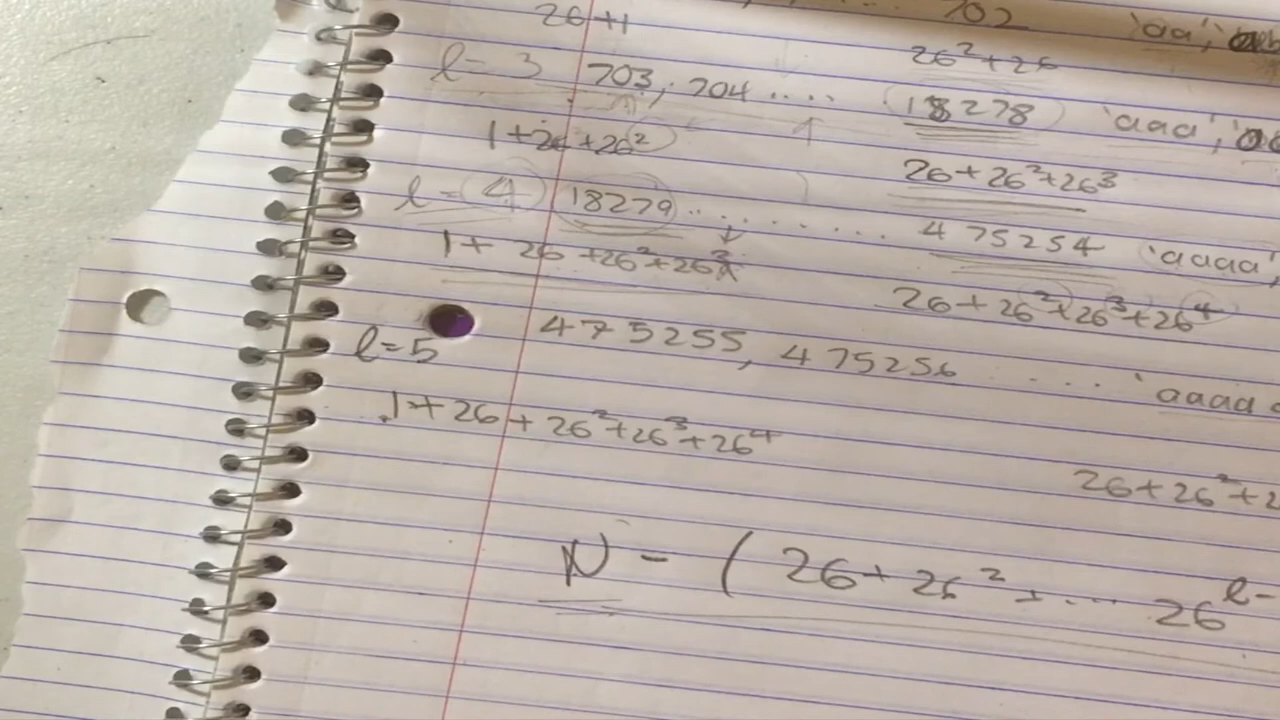 26+1 702 'aa',
26²+26
l=3 703, 704 .... 18278 'aaa',
1+26+26²
26+26²+26³
l=4 18279 .......... 475254 'aaaa',
1+ 26 +26²+26³
26+26²+26³+26⁴
l=5 475255, 475256 ..... 'aaaa
1+26+26²+26³+26⁴
26+26²+2
N - ( 26+26²+... 26^l-